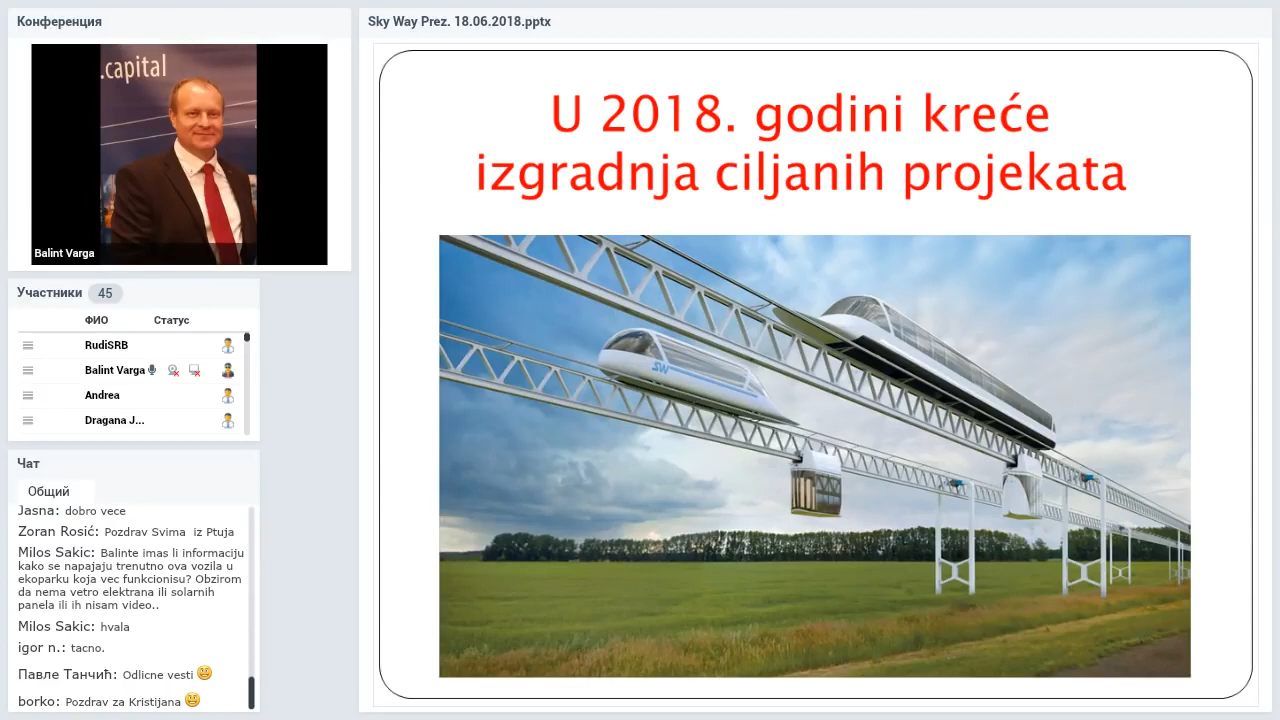 Конференция
.capital
Balint Varga
Участники 45
ФИО Статус
RudiSRB
Balint Varga
Andrea
Dragana J...
Чат
Общий
Jasna: dobro vece
Zoran Rosić: Pozdrav Svima iz Ptuja
Milos Sakic: Balinte imas li informaciju
kako se napajaju trenutno ova vozila u
ekoparku koja vec funkcionisu? Obzirom
da nema vetro elektrana ili solarnih
panela ili ih nisam video..
Milos Sakic: hvala
igor n.: tacno.
Павле Танчић: Odlicne vesti
borko: Pozdrav za Kristijana
Sky Way Prez. 18.06.2018.pptx
U 2018. godini kreće
izgradnja ciljanih projekata
SW